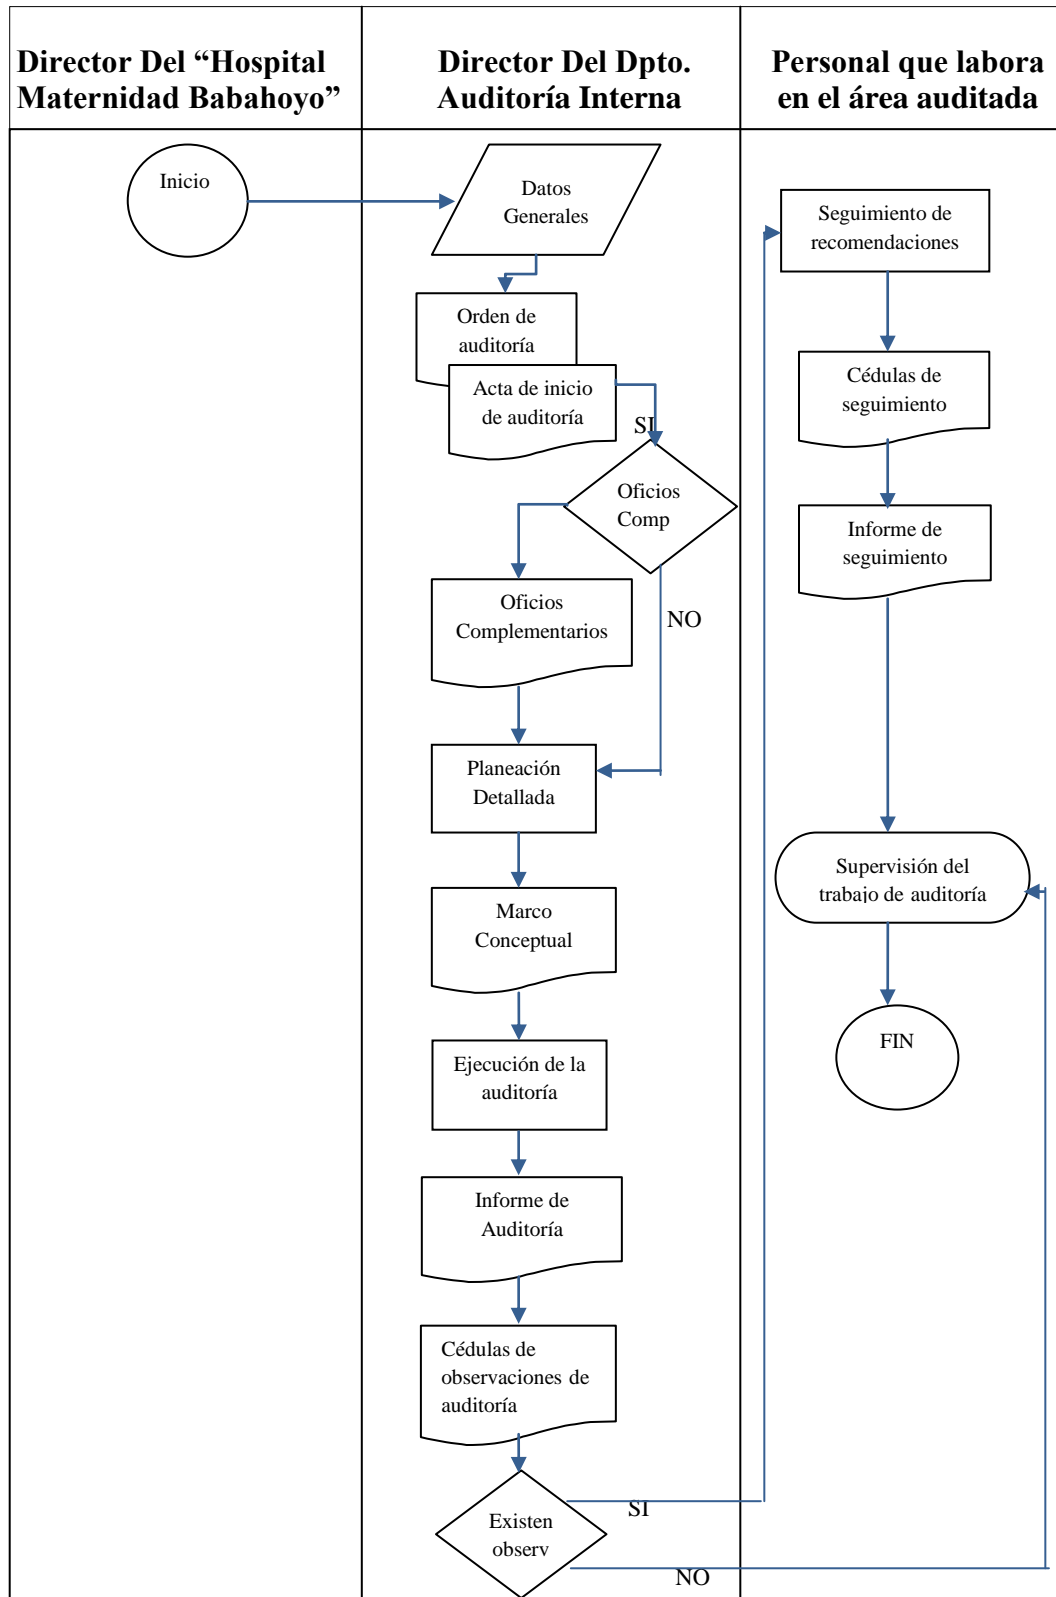 Director Del “Hospital
Maternidad Babahoyo”
Director Del Dpto.
Auditoría Interna
Personal que labora
en el área auditada
Inicio
Datos
Generales
Orden de
auditoría
Acta de inicio
de auditoría
SI
Oficios
Comp
Oficios
Complementarios
NO
Planeación
Detallada
Marco
Conceptual
Ejecución de la
auditoría
Informe de
Auditoría
Cédulas de
observaciones de
auditoría
Existen
observ
SI
NO
Seguimiento de
recomendaciones
Cédulas de
seguimiento
Informe de
seguimiento
Supervisión del
trabajo de auditoría
FIN